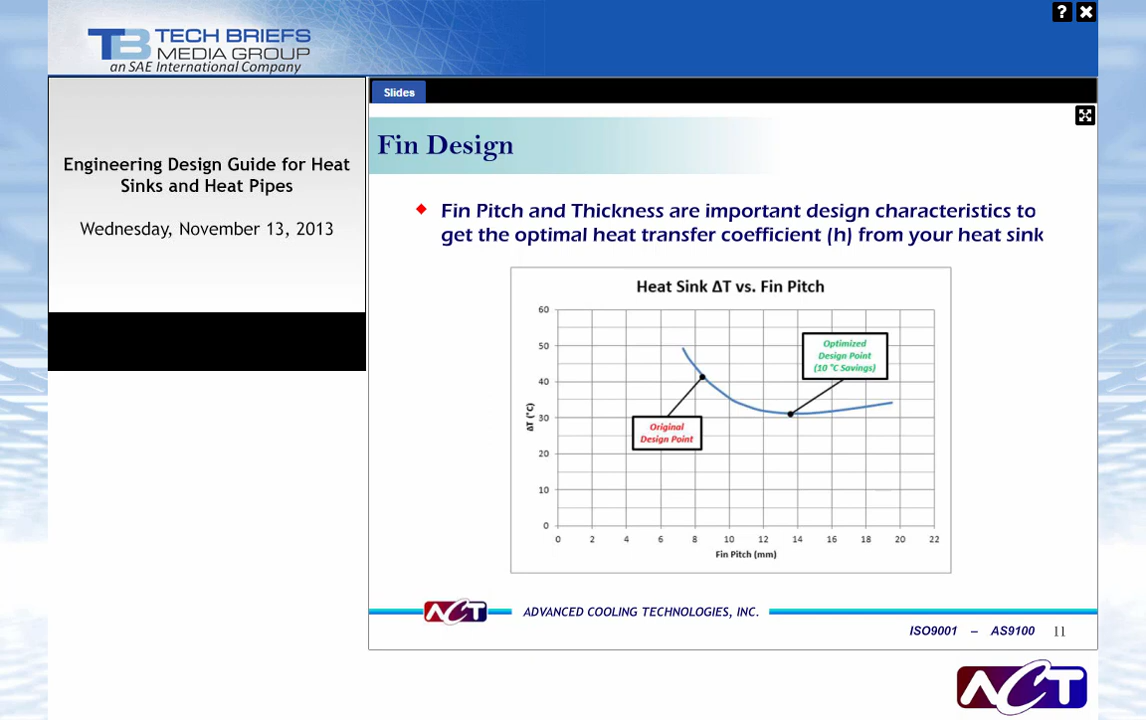 ? ✖
TECH BRIEFS
MEDIA GROUP
an SAE International Company
Slides
Engineering Design Guide for Heat
Sinks and Heat Pipes
Wednesday, November 13, 2013
Fin Design
Fin Pitch and Thickness are important design characteristics to
get the optimal heat transfer coefficient (h) from your heat sink
Heat Sink ΔT vs. Fin Pitch
60
50
40
30
20
10
0
ΔT (°C)
Optimized
Design Point
(10 °C Savings)
Original
Design Point
0 2 4 6 8 10 12 14 16 18 20 22
Fin Pitch (mm)
ACT ADVANCED COOLING TECHNOLOGIES, INC.
ISO9001 – AS9100 11
ACT